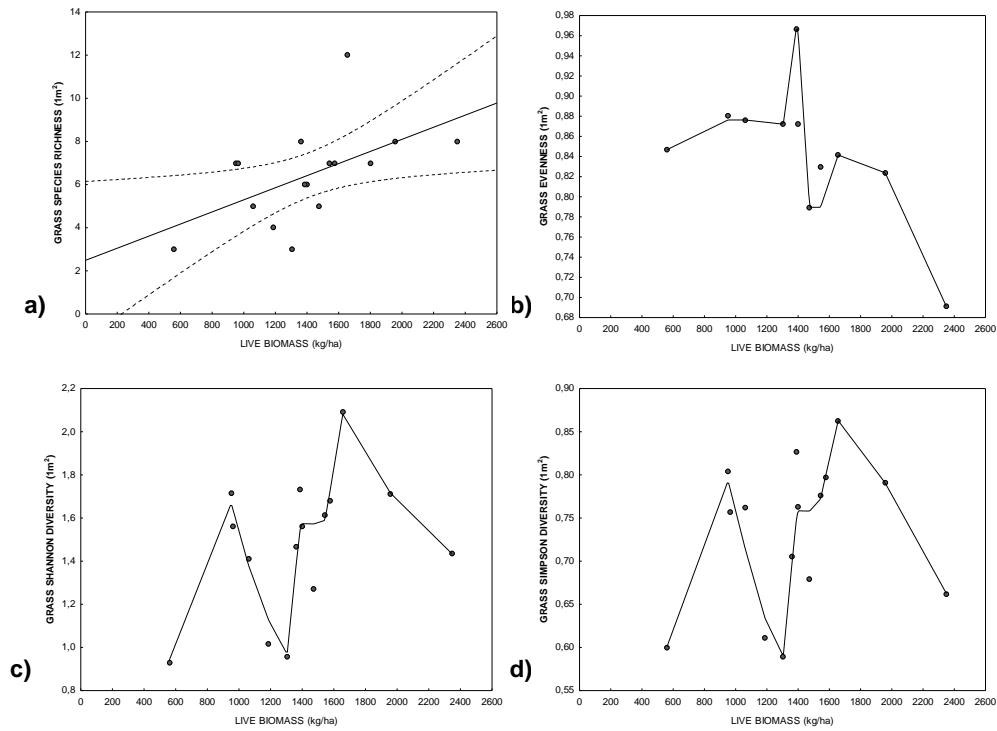 14
12
10
8
6
4
2
0
GRASS SPECIES RICHNESS (1m²)
0 200 400 600 800 1000 1200 1400 1600 1800 2000 2200 2400 2600
LIVE BIOMASS (kg/ha)
a)
0,98
0,96
0,94
0,92
0,90
0,88
0,86
0,84
0,82
0,80
0,78
0,76
0,74
0,72
0,70
0,68
GRASS EVENNESS (1m²)
0 200 400 600 800 1000 1200 1400 1600 1800 2000 2200 2400 2600
LIVE BIOMASS (kg/ha)
b)
2,2
2,0
1,8
1,6
1,4
1,2
1,0
0,8
GRASS SHANNON DIVERSITY (1m²)
0 200 400 600 800 1000 1200 1400 1600 1800 2000 2200 2400 2600
LIVE BIOMASS (kg/ha)
c)
0,90
0,85
0,80
0,75
0,70
0,65
0,60
0,55
GRASS SIMPSON DIVERSITY (1m²)
0 200 400 600 800 1000 1200 1400 1600 1800 2000 2200 2400 2600
LIVE BIOMASS (kg/ha)
d)